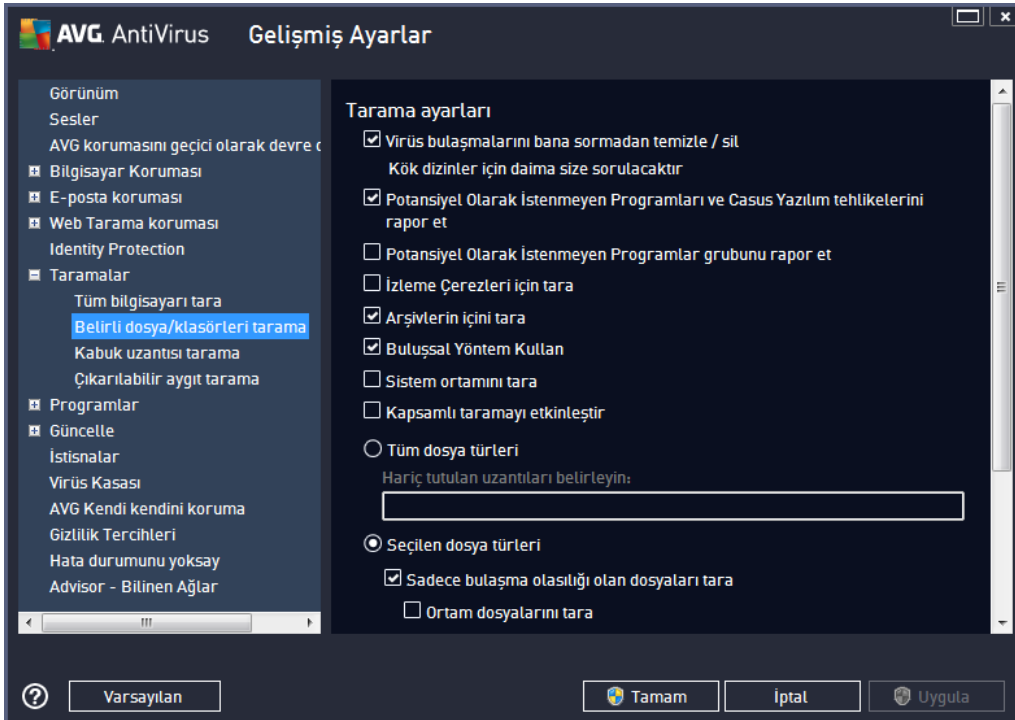 AVG. AntiVirus Gelişmiş Ayarlar
Görünüm
Sesler
AVG korumasını geçici olarak devre
Bilgisayar Koruması
E-posta koruması
Web Tarama koruması
Identity Protection
Taramalar
Tüm bilgisayarı tara
Belirli dosya/klasörleri tarama
Kabuk uzantısı tarama
Çıkarılabilir aygıt tarama
Programlar
Güncelle
İstisnalar
Virüs Kasası
AVG Kendi kendini koruma
Gizlilik Tercihleri
Hata durumunu yoksay
Advisor - Bilinen Ağlar
Tarama ayarları
Virüs bulaşmalarını bana sormadan temizle / sil
Kök dizinler için daima size sorulacaktır
Potansiyel Olarak İstenmeyen Programları ve Casus Yazılım tehlikelerini
rapor et
Potansiyel Olarak İstenmeyen Programlar grubunu rapor et
İzleme Çerezleri için tara
Arşivlerin içini tara
Buluşsal Yöntem Kullan
Sistem ortamını tara
Kapsamlı taramayı etkinleştir
Tüm dosya türleri
Hariç tutulan uzantıları belirleyin:
Seçilen dosya türleri
Sadece bulaşma olasılığı olan dosyaları tara
Ortam dosyalarını tara
Varsayılan
Tamam
İptal
Uygula